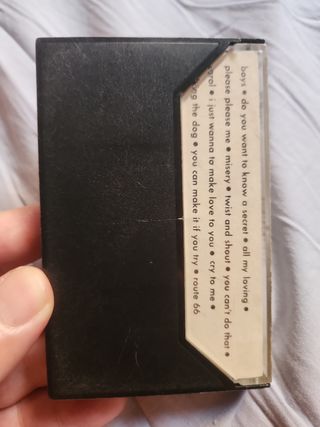 boys • do you want to know a secret • all my loving •
please please me • misery • twist and shout • you can't do that •
• i just wanna to make love to you • cry to me •
the dog • you can make it if you try • route 66